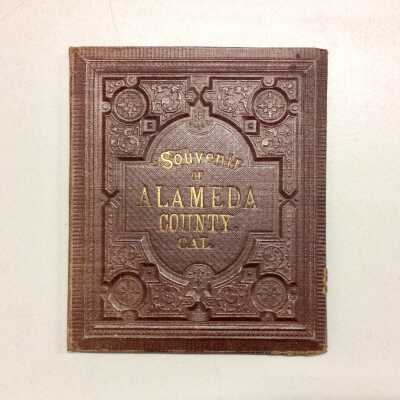 Souvenir
OF
ALAMEDA
COUNTY
CAL.